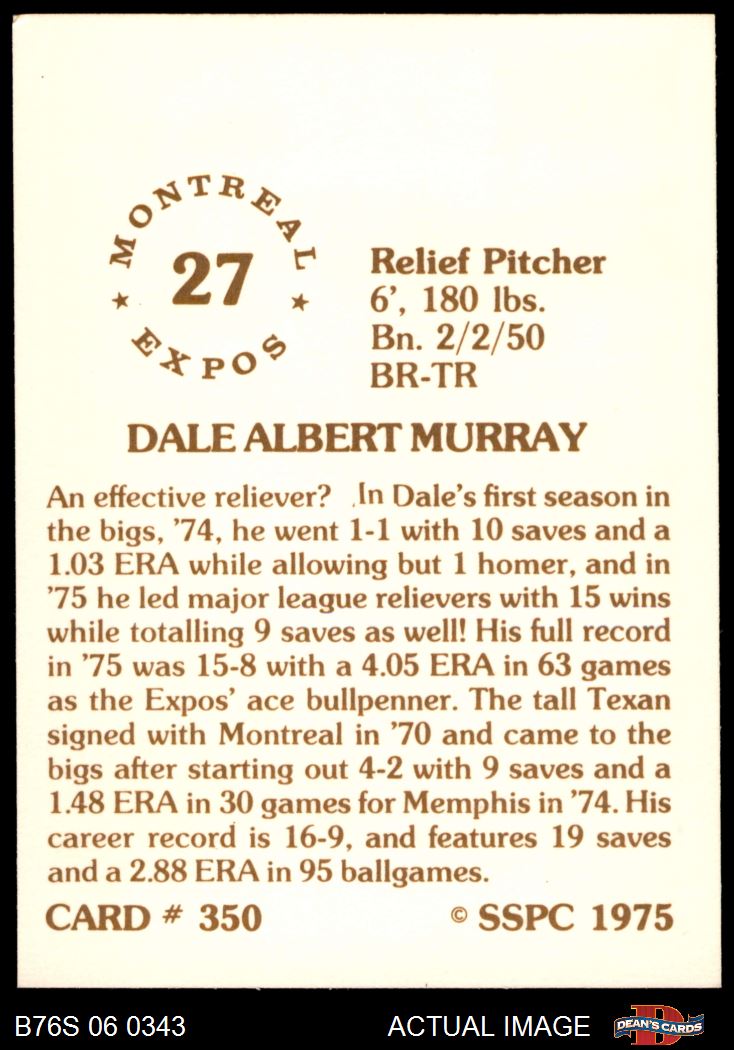 MONTREAL
27
EXPOS
Relief Pitcher
6', 180 lbs.
Bn. 2/2/50
BR-TR
DALE ALBERT MURRAY
An effective reliever? In Dale's first season in
the bigs, '74, he went 1-1 with 10 saves and a
1.03 ERA while allowing but 1 homer, and in
'75 he led major league relievers with 15 wins
while totalling 9 saves as well! His full record
in '75 was 15-8 with a 4.05 ERA in 63 games
as the Expos' ace bullpenner. The tall Texan
signed with Montreal in '70 and came to the
bigs after starting out 4-2 with 9 saves and a
1.48 ERA in 30 games for Memphis in '74. His
career record is 16-9, and features 19 saves
and a 2.88 ERA in 95 ballgames.
CARD # 350
© SSPC 1975
B76S 06 0343
ACTUAL IMAGE
D
DEAN'S CARDS